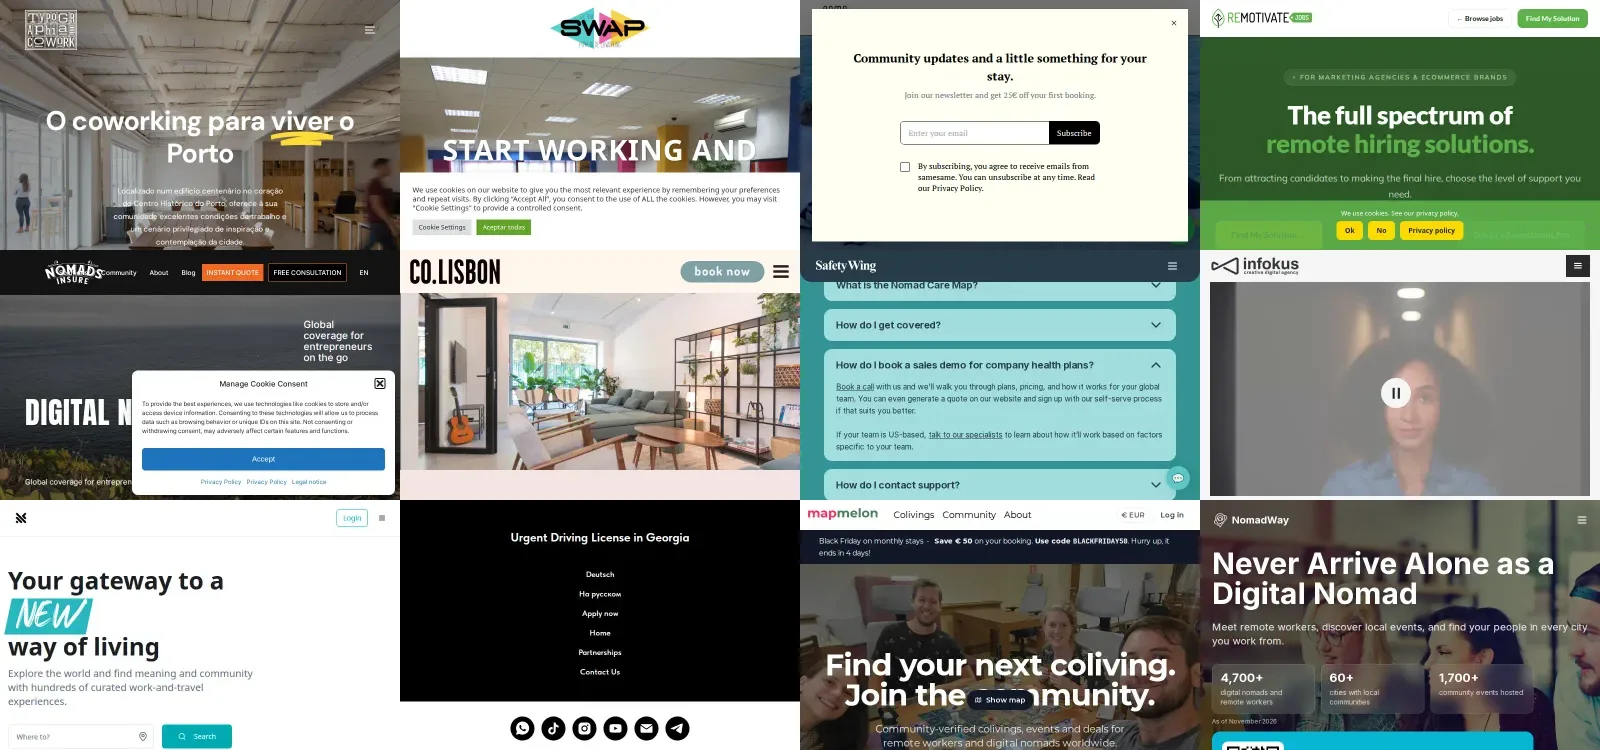 TYPOGR
APhIA
COWORK
O coworking para viver o
Porto
Localizado num edifício centenário no coração
do Centro Histórico do Porto, oferece à sua
comunidade excelentes condições de trabalho e
um cenário privilegiado de inspiração e
contemplação da cidade.
SWAP
START WORKING AND
We use cookies on our website to give you the most relevant experience by remembering your preferences
and repeat visits. By clicking "Accept All", you consent to the use of ALL the cookies. However, you may visit
"Cookie Settings" to provide a controlled consent.
Cookie Settings
Aceptar todas
×
Community updates and a little something for your
stay.
Join our newsletter and get 25€ off your first booking.
Enter your email
Subscribe
By subscribing, you agree to receive emails from
samesame. You can unsubscribe at any time. Read
our Privacy Policy.
REMOTIVATE JOBS
← Browse jobs
Find My Solution
• FOR MARKETING AGENCIES & ECOMMERCE BRANDS
The full spectrum of
remote hiring solutions.
From attracting candidates to making the final hire, choose the level of support you
need.
We use cookies. See our privacy policy.
Find My Solution
Ok
No
Privacy policy
NOMADS
INSURE
Community
About
Blog
INSTANT QUOTE
FREE CONSULTATION
EN
Global
coverage for
entrepreneurs
on the go
DIGITAL N
Global coverage for entrepren
Manage Cookie Consent
To provide the best experiences, we use technologies like cookies to store and/or
access device information. Consenting to these technologies will allow us to process
data such as browsing behavior or unique IDs on this site. Not consenting or
withdrawing consent, may adversely affect certain features and functions.
Accept
Privacy Policy
Privacy Policy
Legal notice
CO.LISBON
book now
SafetyWing
What is the Nomad Care Map?
How do I get covered?
How do I book a sales demo for company health plans?
Book a call with us and we'll walk you through plans, pricing, and how it works for your global
team. You can even generate a quote on our website and sign up with our self-serve process
if that suits you better.
If your team is US-based, talk to our specialists to learn about how it'll work based on factors
specific to your team.
How do I contact support?
infokus
creative digital agency
Login
Your gateway to a
NEW
way of living
Explore the world and find meaning and community
with hundreds of curated work-and-travel
experiences.
Where to?
Search
Urgent Driving License in Georgia
Deutsch
На русском
Apply now
Home
Partnerships
Contact Us
mapmelon
Colivings
Community
About
€ EUR
Log in
Black Friday on monthly stays - Save € 50 on your booking. Use code BLACKFRIDAY50. Hurry up, it
ends in 4 days!
Find your next coliving.
Join the community.
Show map
Community-verified colivings, events and deals for
remote workers and digital nomads worldwide.
NomadWay
Never Arrive Alone as a
Digital Nomad
Meet remote workers, discover local events, and find your people in every city
you work from.
4,700+
digital nomads and
remote workers
60+
cities with local
communities
1,700+
community events hosted
As of November 2026